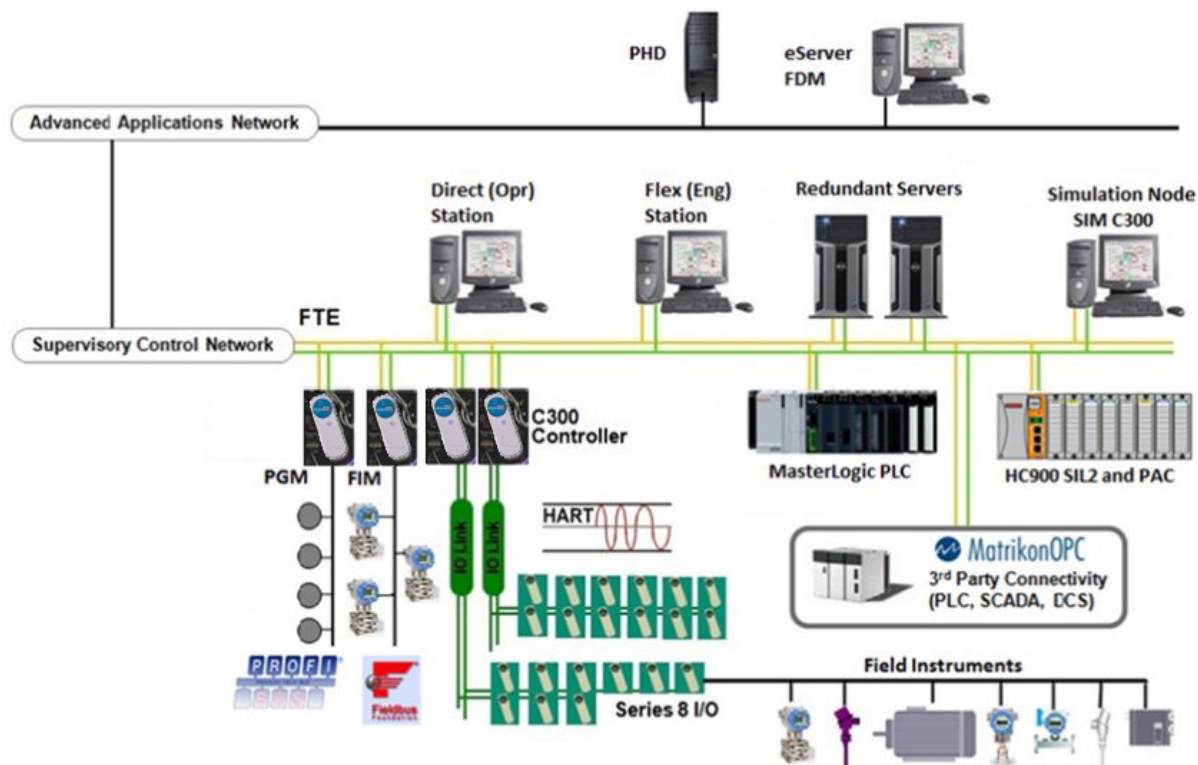 PHD
eServer
FDM
Advanced Applications Network
Direct (Opr)
Station
Flex (Eng)
Station
Redundant Servers
Simulation Node
SIM C300
FTE
Supervisory Control Network
C300
Controller
PGM
FIM
MasterLogic PLC
HC900 SIL2 and PAC
IO Link
IO Link
HART
MatrikonOPC
3rd Party Connectivity
(PLC, SCADA, DCS)
PROFI
BUS
Fieldbus
Foundation
Series 8 I/O
Field Instruments